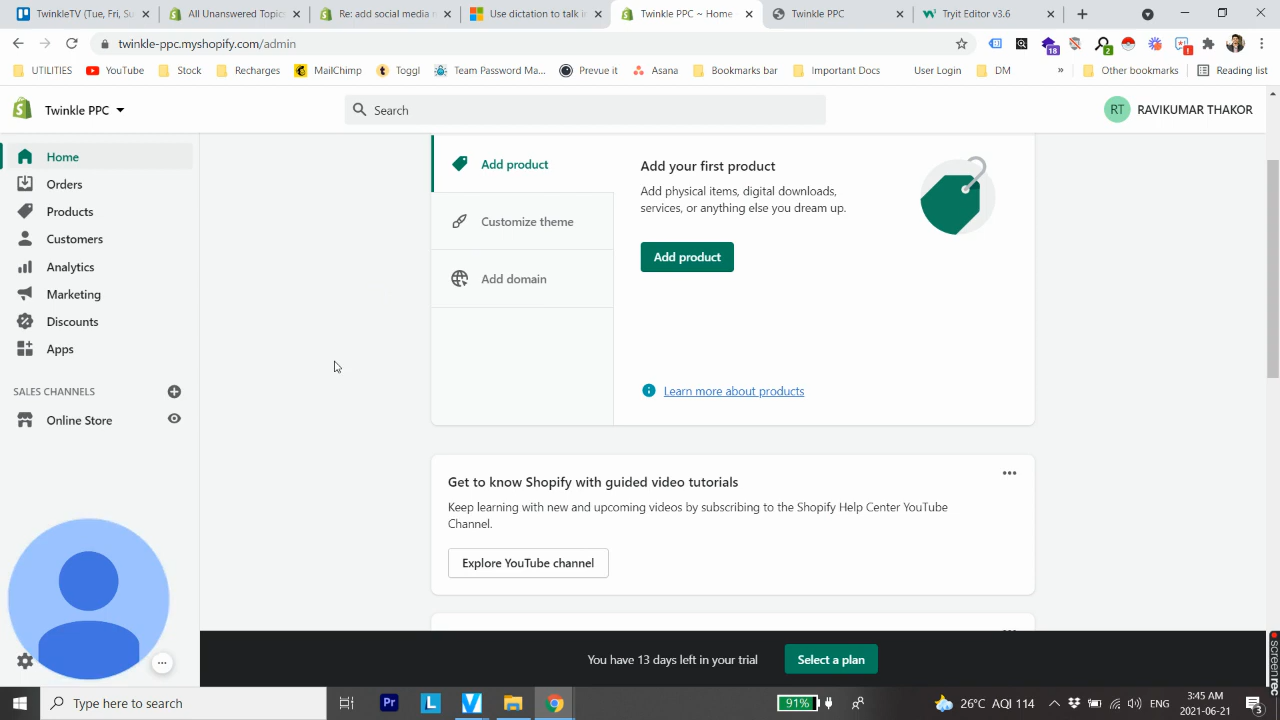 TwinkleTV (Tue, Fri, Su
All Unanswered Topics
Re: add social media
Use dictation to talk i
Twinkle PPC ~ Home
Twinkle PPC
Tryit Editor v3.6
twinkle-ppc.myshopify.com/admin
18
2
1
UTILITIES
YouTube
Stock
Recharges
MailChimp
Toggl
Team Password Ma...
Prevue it
Asana
Bookmarks bar
Important Docs
User Login
DM
»
Other bookmarks
Reading list
Twinkle PPC
Search
RT
RAVIKUMAR THAKOR
Home
Orders
Products
Customers
Analytics
Marketing
Discounts
Apps
SALES CHANNELS
Online Store
Add product
Customize theme
Add domain
Add your first product
Add physical items, digital downloads,
services, or anything else you dream up.
Add product
Learn more about products
Get to know Shopify with guided video tutorials
Keep learning with new and upcoming videos by subscribing to the Shopify Help Center YouTube
Channel.
Explore YouTube channel
You have 13 days left in your trial
Select a plan
screenrec
Type here to search
Pr
L
91%
26°C AQI 114
ENG
3:45 AM
2021-06-21
3